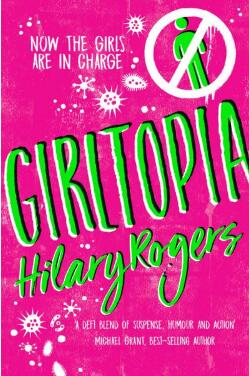 NOW THE GIRLS
ARE IN CHARGE
GIRLTOPIA
Hilary Rogers
'A DEFT BLEND OF SUSPENSE, HUMOUR AND ACTION'
MICHAEL GRANT, BEST-SELLING AUTHOR